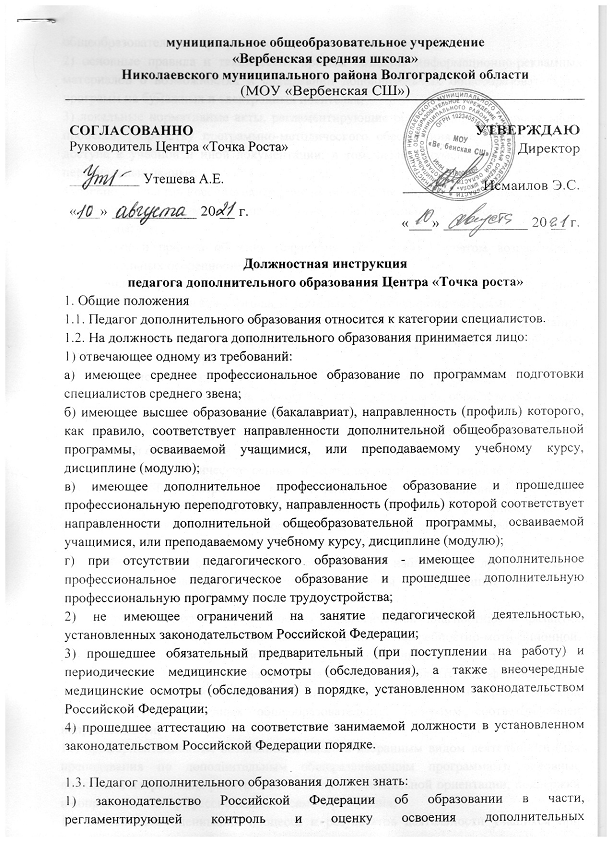 муниципальное общеобразовательное учреждение
«Вербенская средняя школа»
Николаевского муниципального района Волгоградской области
(МОУ «Вербенская СШ»)
СОГЛАСОВАННО УТВЕРЖДАЮ
Руководитель Центра «Точка Роста» Директор
МОУ
«Вербенская СШ»
Утешева А.Е. Исмаилов Э.С.
«10» августа 2021 г.
«10» августа 2021 г.
Должностная инструкция
педагога дополнительного образования Центра «Точка роста»
1. Общие положения
1.1. Педагог дополнительного образования относится к категории специалистов.
1.2. На должность педагога дополнительного образования принимается лицо:
1) отвечающее одному из требований:
а) имеющее среднее профессиональное образование по программам подготовки
специалистов среднего звена;
б) имеющее высшее образование (бакалавриат), направленность (профиль) которого,
как правило, соответствует направленности дополнительной общеобразовательной
программы, осваиваемой учащимися, или преподаваемому учебному курсу,
дисциплине (модулю);
в) имеющее дополнительное профессиональное образование и прошедшее
профессиональную переподготовку, направленность (профиль) которой соответствует
направленности дополнительной общеобразовательной программы, осваиваемой
учащимися, или преподаваемому учебному курсу, дисциплине (модулю);
г) при отсутствии педагогического образования - имеющее дополнительное
профессиональное педагогическое образование и прошедшее дополнительную
профессиональную программу после трудоустройства;
2) не имеющее ограничений на занятие педагогической деятельностью,
установленных законодательством Российской Федерации;
3) прошедшее обязательный предварительный (при поступлении на работу) и
периодические медицинские осмотры (обследования), а также внеочередные
медицинские осмотры (обследования) в порядке, установленном законодательством
Российской Федерации;
4) прошедшее аттестацию на соответствие занимаемой должности в установленном
законодательством Российской Федерации порядке.
1.3. Педагог дополнительного образования должен знать:
1) законодательство Российской Федерации об образовании в части,
регламентирующей контроль и оценку освоения дополнительных